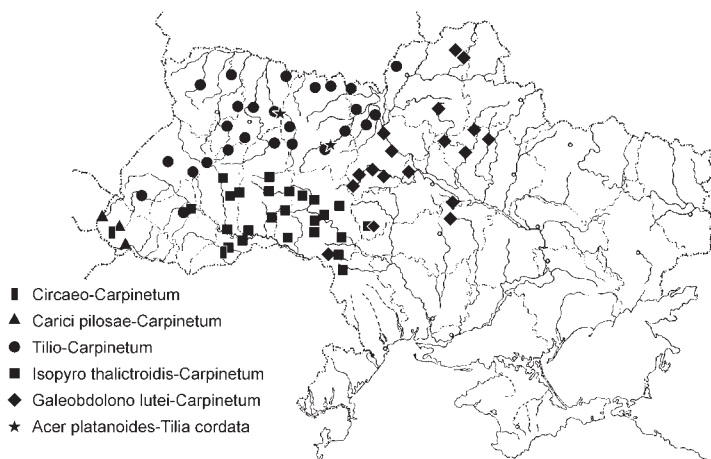 Circaeo-Carpinetum
Carici pilosae-Carpinetum
Tilio-Carpinetum
Isopyro thalictroidis-Carpinetum
Galeobdolono lutei-Carpinetum
Acer platanoides-Tilia cordata